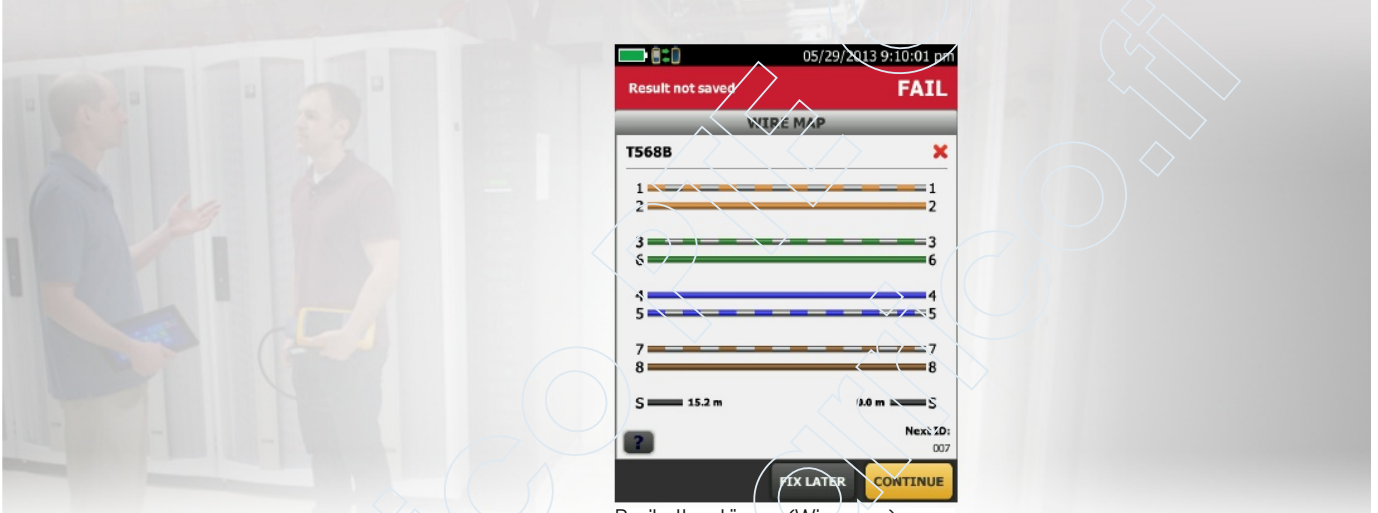 05/29/2013 9:10:01 pm
Result not saved
FAIL
WIRE MAP
T568B
1 1
2 2
3 3
6 6
4 4
5 5
7 7
8 8
S 15.2 m 0.0 m S
Next ID:
?
007
FIX LATER CONTINUE